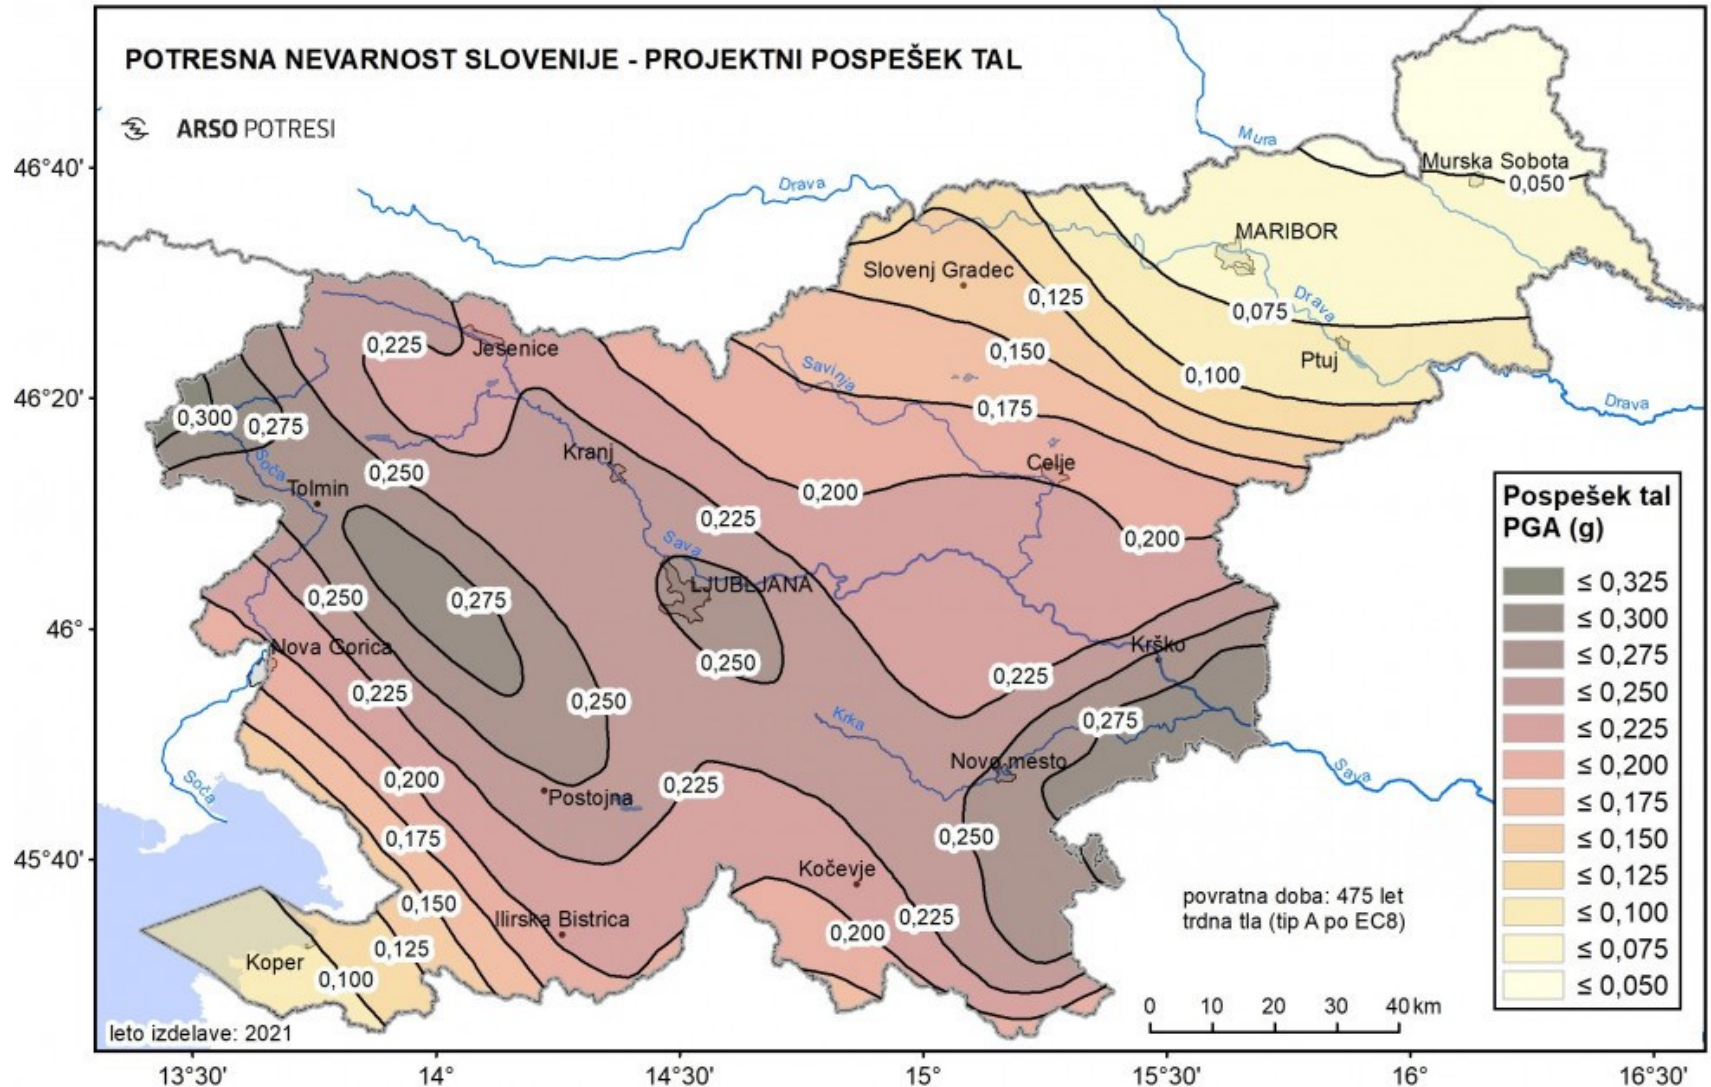 POTRESNA NEVARNOST SLOVENIJE - PROJEKTNI POSPEŠEK TAL
ARSO POTRESI
46°40'
46°20'
46°
45°40'
Mura
Murska Sobota
0,050
Drava
MARIBOR
Slovenj Gradec
0,125
Drava
0,075
0,225
Jesenice
0,150
Ptuj
Savinja
0,100
0,300
0,275
0,175
Drava
Soča
Kranj
0,250
Celje
Tolmin
0,200
0,225
0,200
Sava
LJUBLJANA
0,250
0,275
Nova Gorica
Krško
0,250
0,225
0,225
0,250
Krka
0,275
Novo mesto
Sava
Soča
0,200
0,225
Postojna
0,175
0,250
Kočevje
0,150
Ilirska Bistrica
0,225
0,200
0,125
Koper
0,100
Pospešek tal
PGA (g)
≤ 0,325
≤ 0,300
≤ 0,275
≤ 0,250
≤ 0,225
≤ 0,200
≤ 0,175
≤ 0,150
≤ 0,125
≤ 0,100
≤ 0,075
≤ 0,050
povratna doba: 475 let
trdna tla (tip A po EC8)
0 10 20 30 40 km
leto izdelave: 2021
13°30' 14° 14°30' 15° 15°30' 16° 16°30'